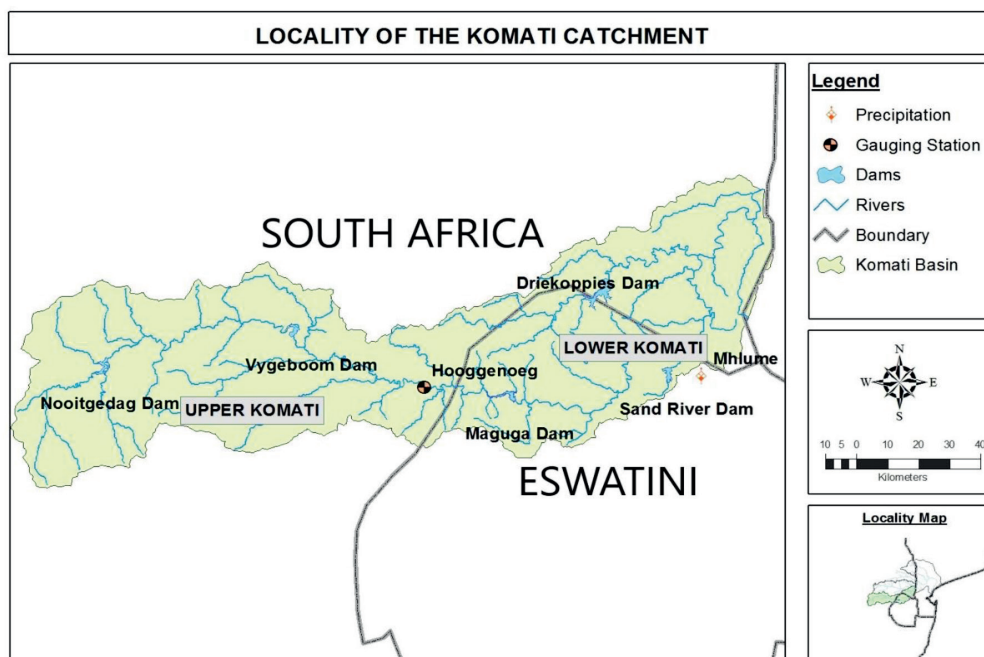 LOCALITY OF THE KOMATI CATCHMENT
SOUTH AFRICA
Driekoppies Dam
LOWER KOMATI
Mhlume
Vygeboom Dam
Hooggenoeg
Nooitgedag Dam
UPPER KOMATI
Sand River Dam
Maguga Dam
ESWATINI
Legend
Precipitation
Gauging Station
Dams
Rivers
Boundary
Komati Basin
N
W E
S
10 5 0 10 20 30 40
Kilometers
Locality Map